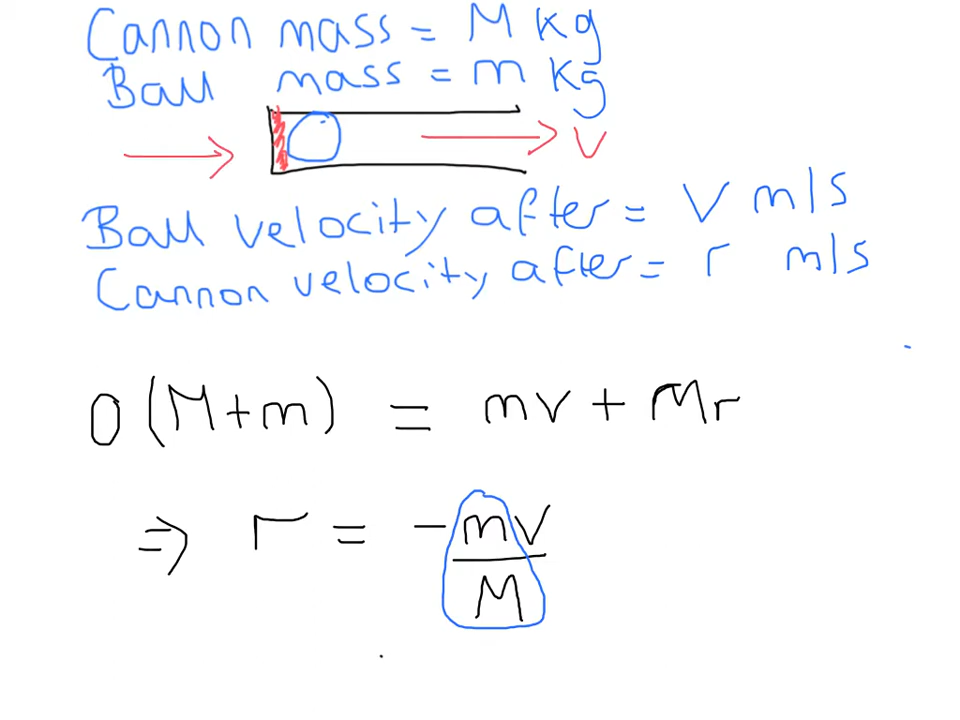 Cannon mass = M kg
Ball mass = m kg
V
Ball velocity after = V m/s
Cannon velocity after = r m/s
0(M+m) = mv + Mr
⇒ r = -mv/M